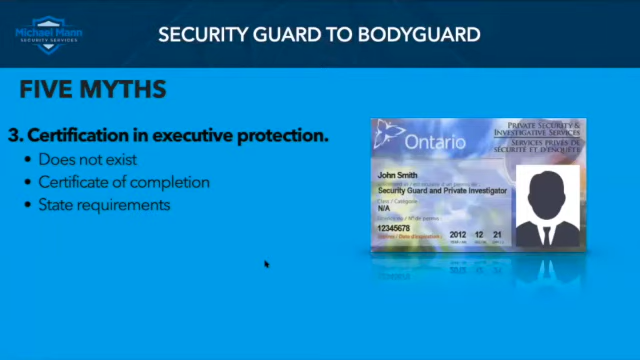 Michael Mann
SECURITY SERVICES
SECURITY GUARD TO BODYGUARD
FIVE MYTHS
3. Certification in executive protection.
• Does not exist
• Certificate of completion
• State requirements
Ontario
PRIVATE SECURITY &
INVESTIGATIVE SERVICES
SERVICES PRIVÉS DE
SÉCURITÉ ET D'ENQUÊTE
John Smith
Security Guard and Private Investigator
Class / Catégorie
N/A
12345678
2012 12 21